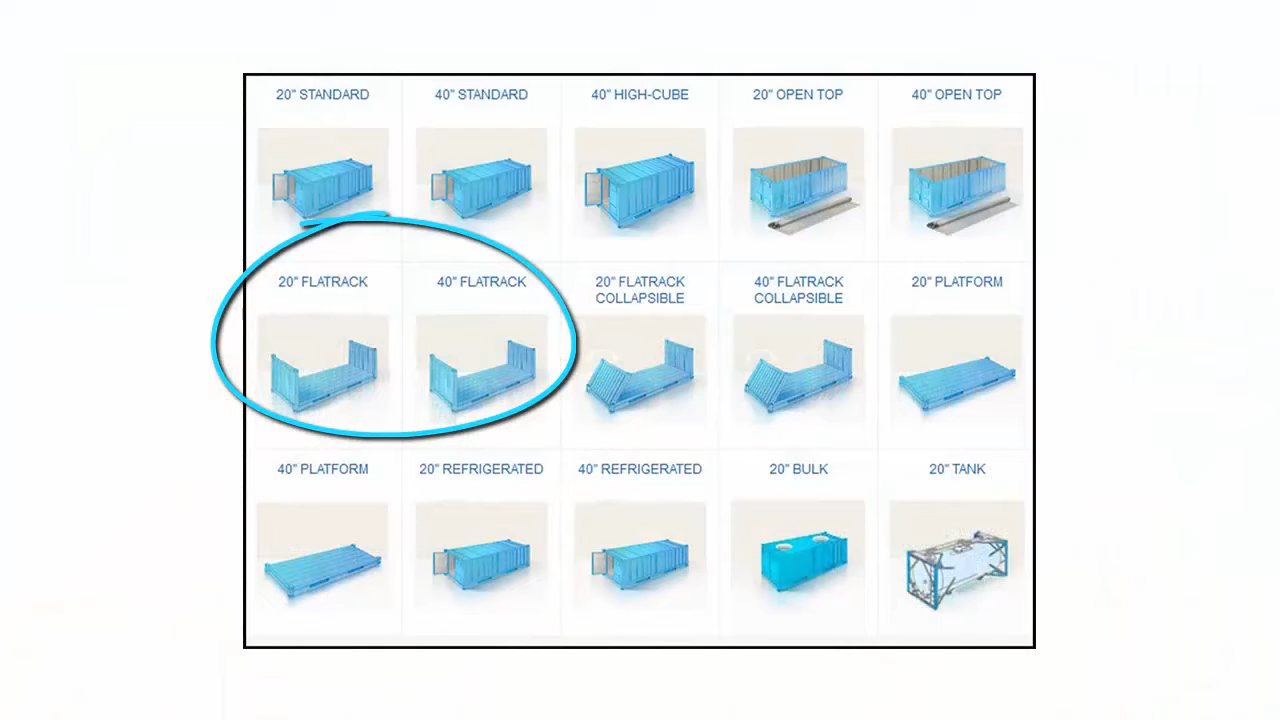 20" STANDARD
40" STANDARD
40" HIGH-CUBE
20" OPEN TOP
40" OPEN TOP
20" FLATRACK
40" FLATRACK
20" FLATRACK
COLLAPSIBLE
40" FLATRACK
COLLAPSIBLE
20" PLATFORM
40" PLATFORM
20" REFRIGERATED
40" REFRIGERATED
20" BULK
20" TANK